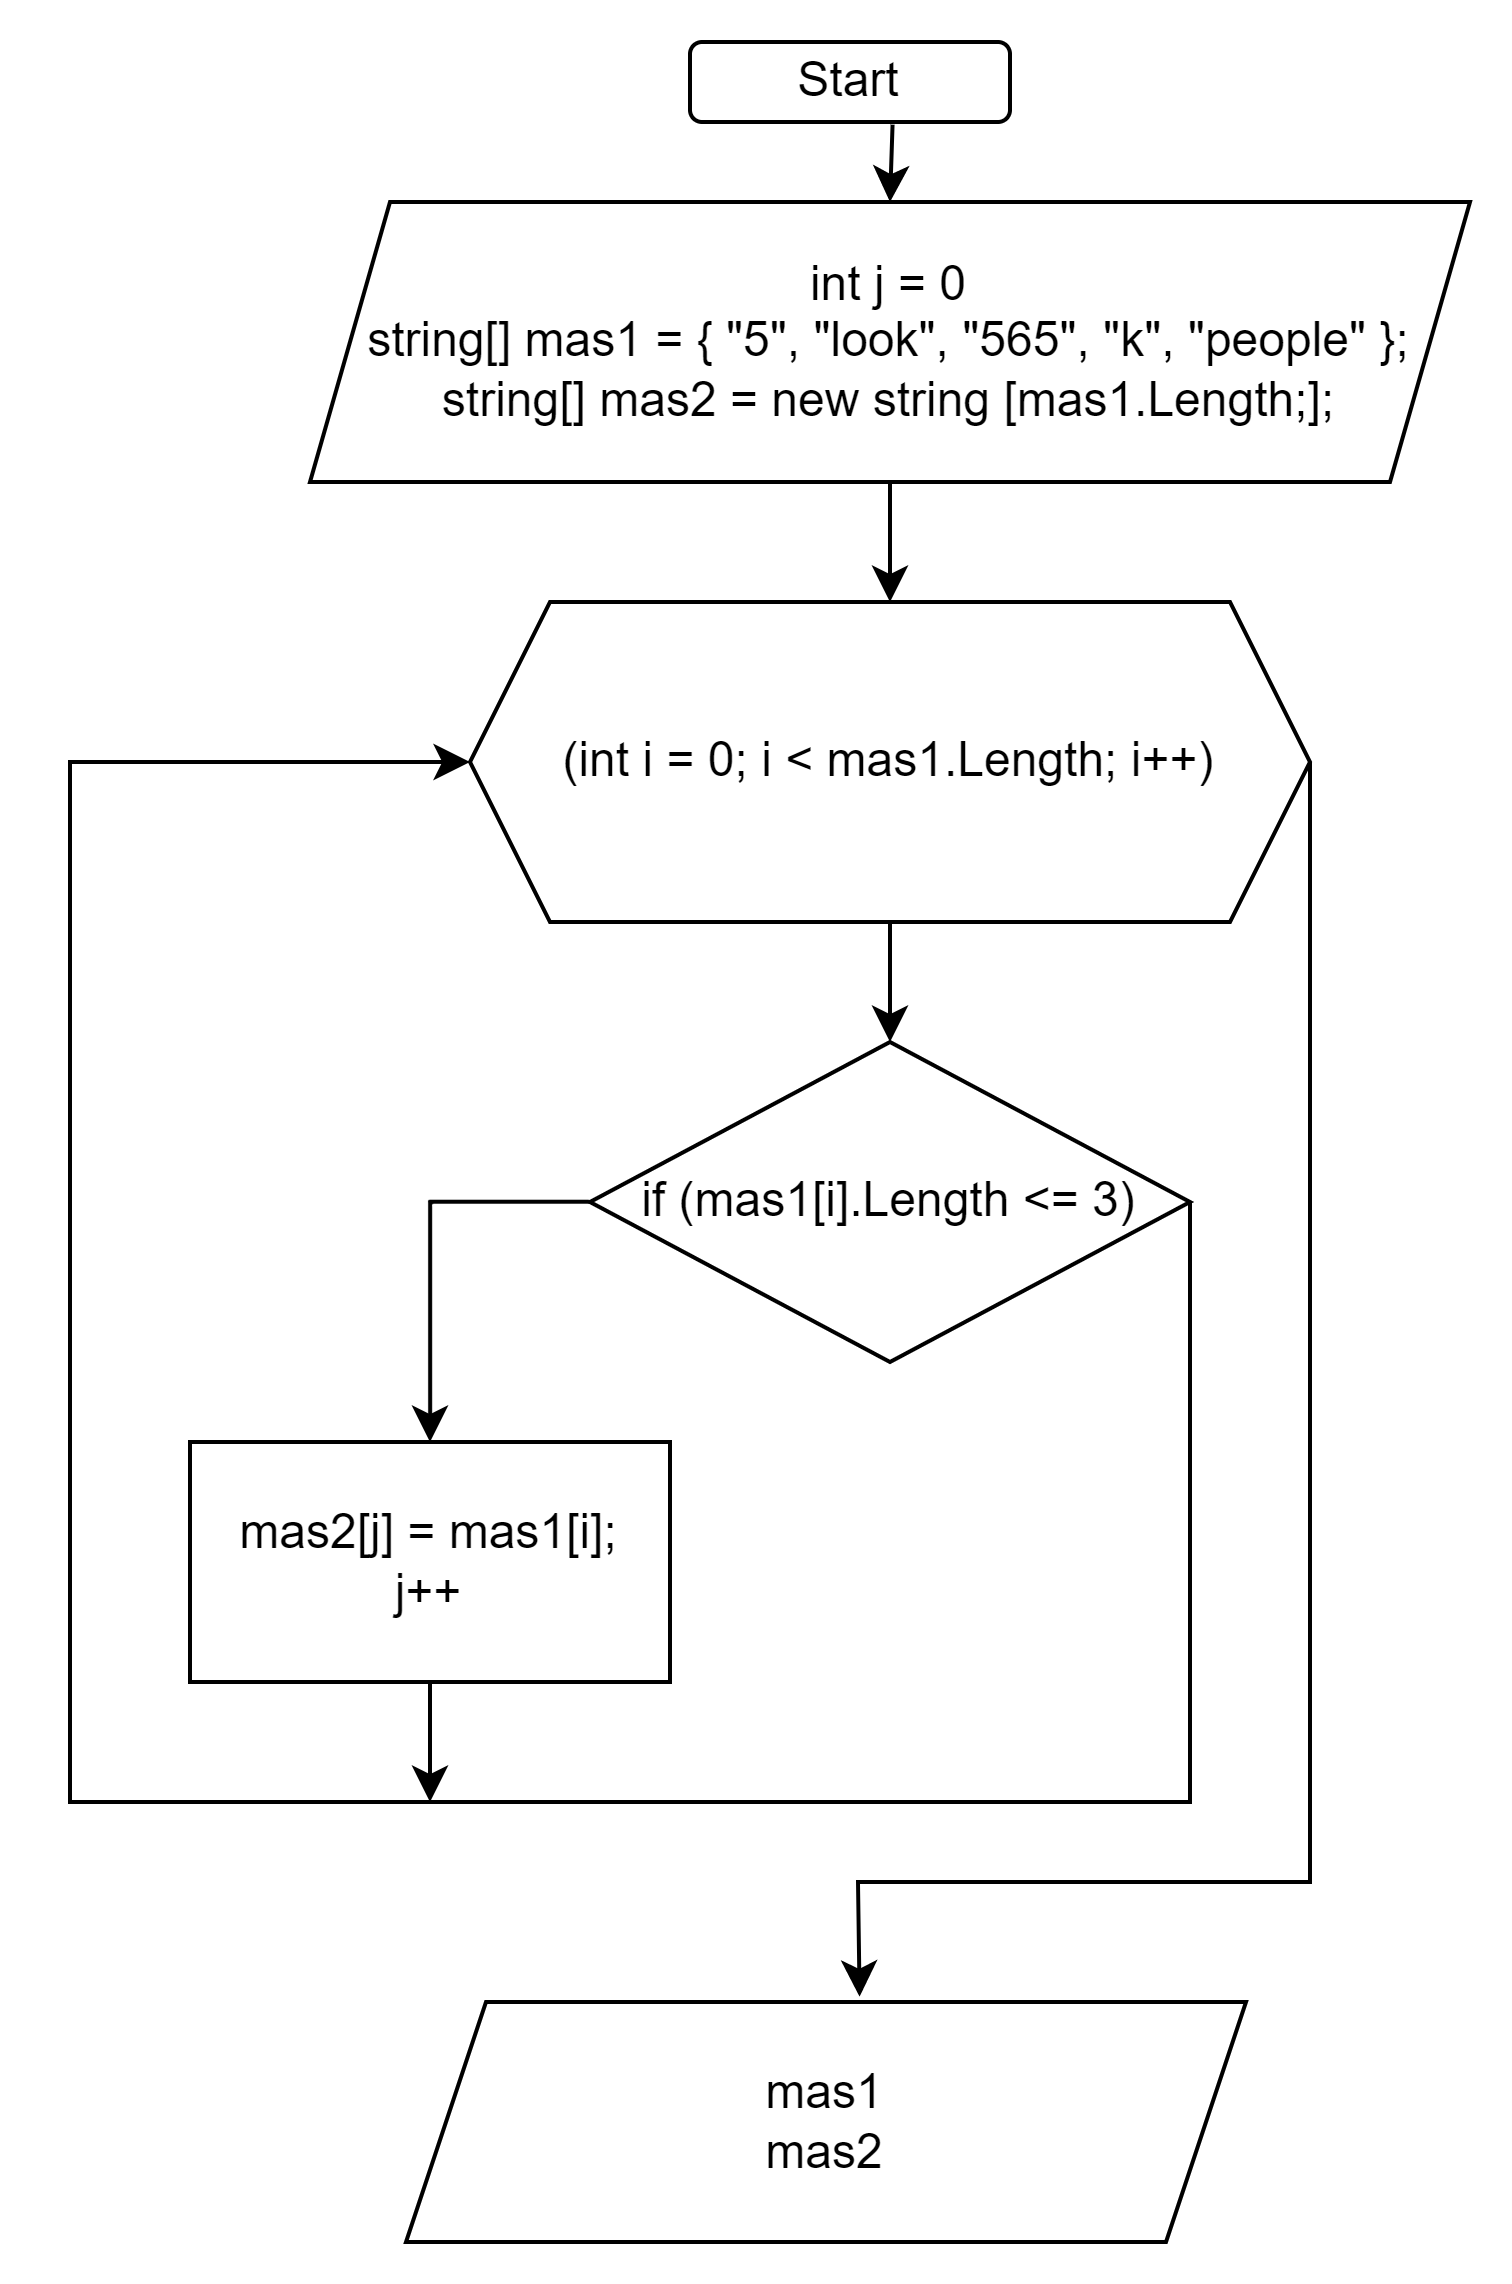 Start
int j = 0
string[] mas1 = { "5", "look", "565", "k", "people" };
string[] mas2 = new string [mas1.Length;];
(int i = 0; i < mas1.Length; i++)
if (mas1[i].Length <= 3)
mas2[j] = mas1[i];
j++
mas1
mas2